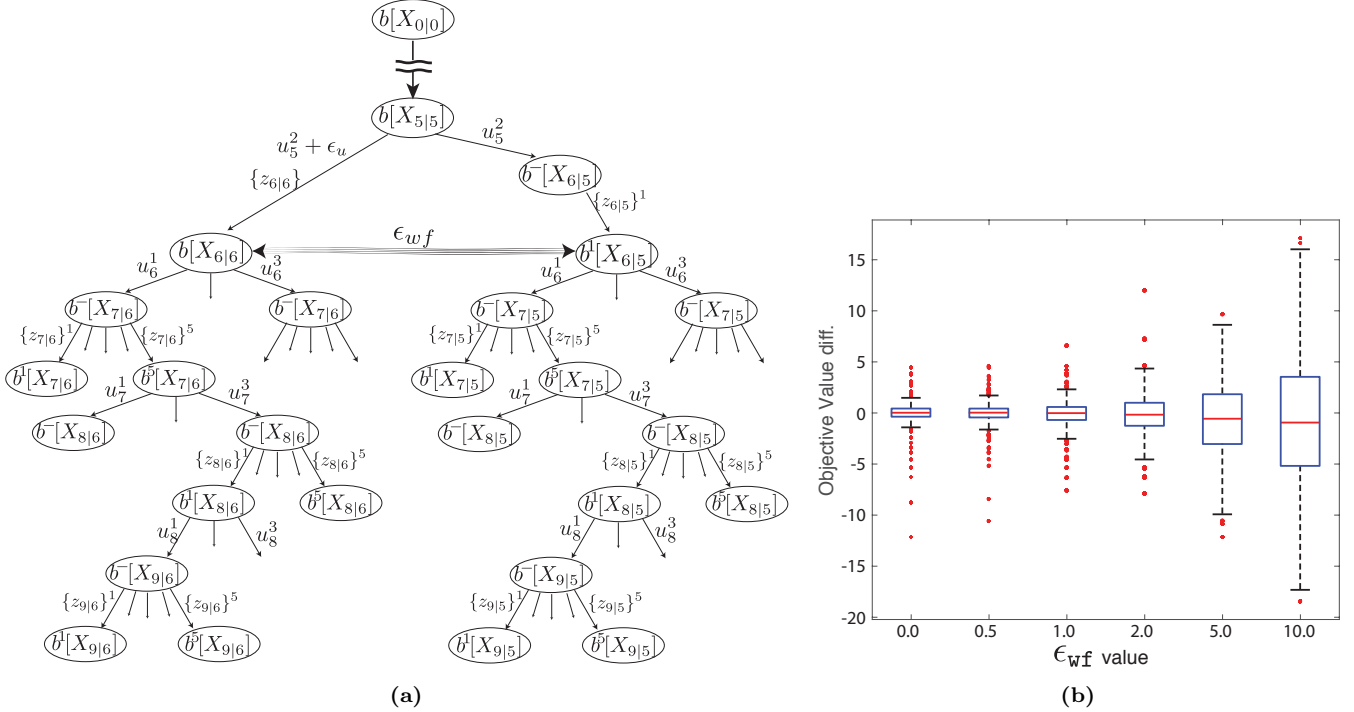 b[X_{0|0}]
b[X_{5|5}]
u_5^2 + ϵ_u
u_5^2
{z_{6|6}}
b^-[X_{6|5}]
{z_{6|5}}^1
b[X_{6|6}]
ϵ_{wf}
b^1[X_{6|5}]
u_6^1 u_6^3 u_6^1 u_6^3
b^-[X_{7|6}] b^-[X_{7|6}] b^-[X_{7|5}] b^-[X_{7|5}]
{z_{7|6}}^1 {z_{7|6}}^5 {z_{7|5}}^1 {z_{7|5}}^5
b^1[X_{7|6}] b^5[X_{7|6}] b^1[X_{7|5}] b^5[X_{7|5}]
u_7^1 u_7^3 u_7^1 u_7^3
b^-[X_{8|6}] b^-[X_{8|6}] b^-[X_{8|5}] b^-[X_{8|5}]
{z_{8|6}}^1 {z_{8|6}}^5 {z_{8|5}}^1 {z_{8|5}}^5
b^1[X_{8|6}] b^5[X_{8|6}] b^1[X_{8|5}] b^5[X_{8|5}]
u_8^1 u_8^3 u_8^1 u_8^3
b^-[X_{9|6}] b^-[X_{9|5}]
{z_{9|6}}^1 {z_{9|6}}^5 {z_{9|5}}^1 {z_{9|5}}^5
b^1[X_{9|6}] b^5[X_{9|6}] b^1[X_{9|5}] b^5[X_{9|5}]
(a)
Objective Value diff.
15
10
5
0
-5
-10
-15
-20
0.0 0.5 1.0 2.0 5.0 10.0
ϵ_{wf} value
(b)